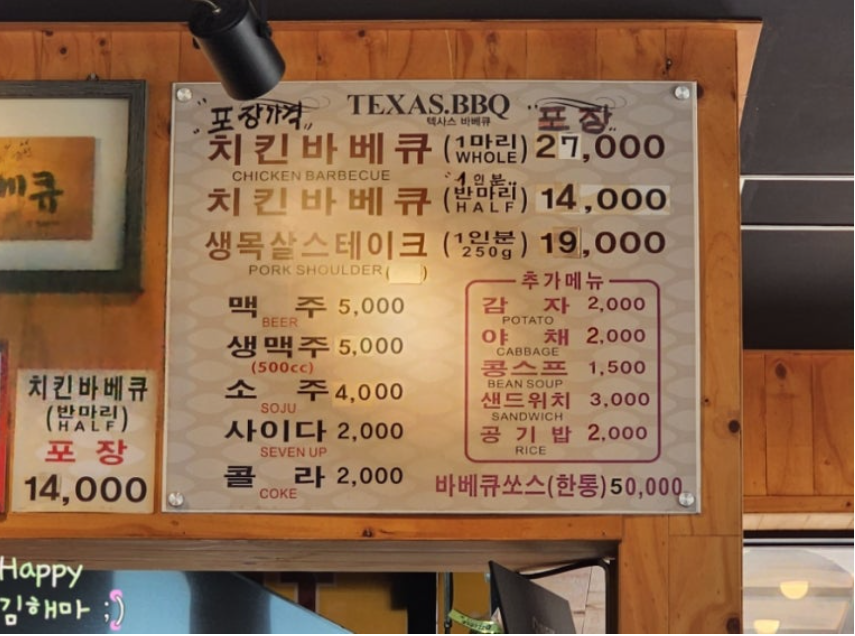 베큐
TEXAS.BBQ
텍사스 바베큐
"포장가격"
"포장"
치킨바베큐 (1마리 WHOLE) 27,000
CHICKEN BARBECUE
"1인분"
치킨바베큐 (반마리 HALF) 14,000
생목살스테이크 (1인분 250g) 19,000
PORK SHOULDER
맥 주 5,000
BEER
생맥주 5,000
(500cc)
소 주 4,000
SOJU
사이다 2,000
SEVEN UP
콜 라 2,000
COKE
추가메뉴
감 자 2,000
POTATO
야 채 2,000
CABBAGE
콩스프 1,500
BEAN SOUP
샌드위치 3,000
SANDWICH
공 기 밥 2,000
RICE
바베큐쏘스(한통)50,000
치킨바베큐
(반마리 HALF)
포 장
14,000
Happy
김해마 ;)